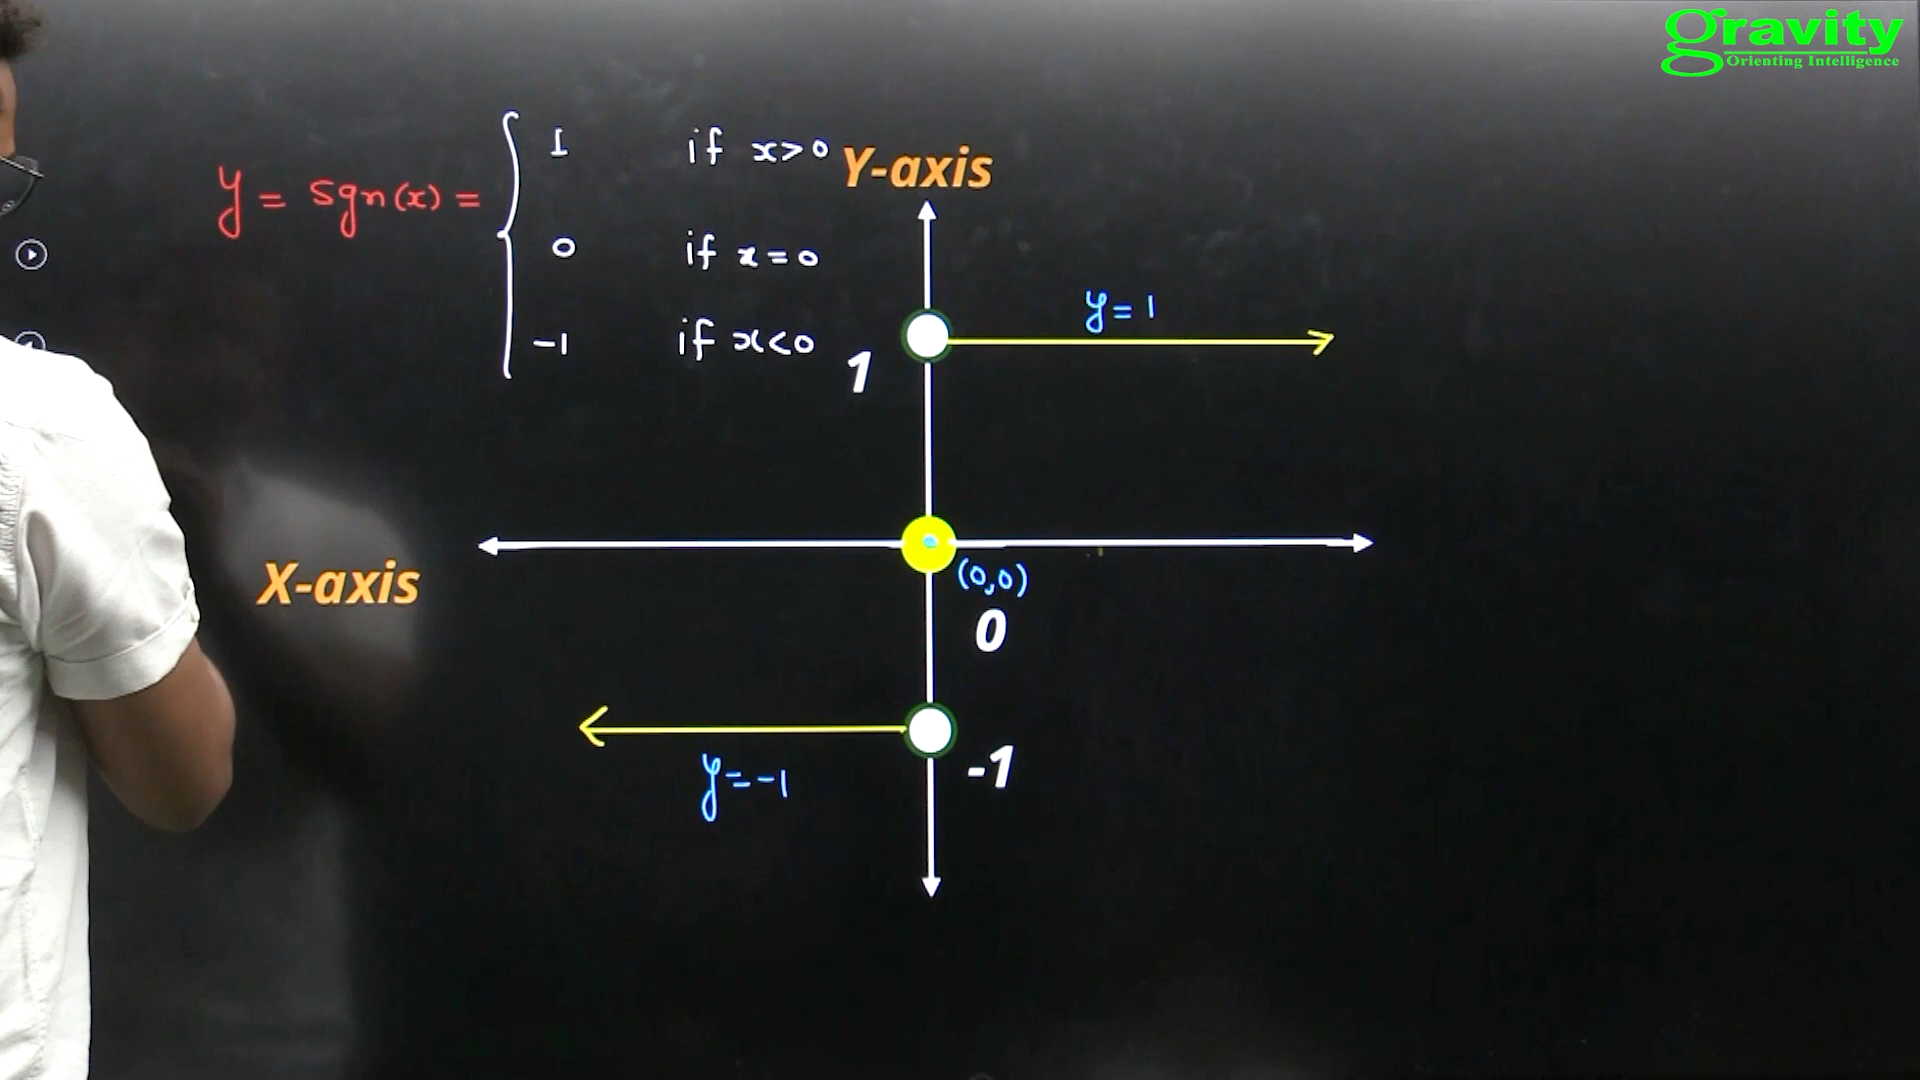 gravity
Orienting Intelligence
y = sgn(x) = { 1 if x>0
0 if x=0
-1 if x<0
Y-axis
y=1
1
X-axis
(0,0)
0
y=-1
-1